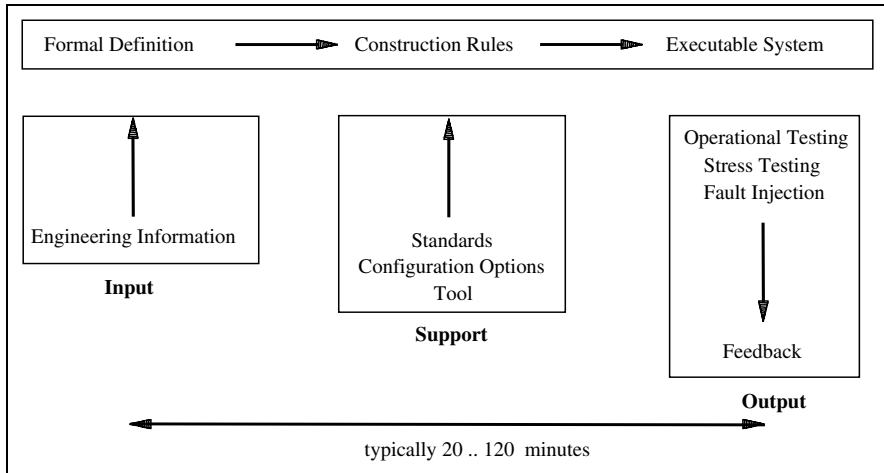 Formal Definition Construction Rules Executable System
Engineering Information
Input
Standards
Configuration Options
Tool
Support
Operational Testing
Stress Testing
Fault Injection
Feedback
Output
typically 20 .. 120 minutes